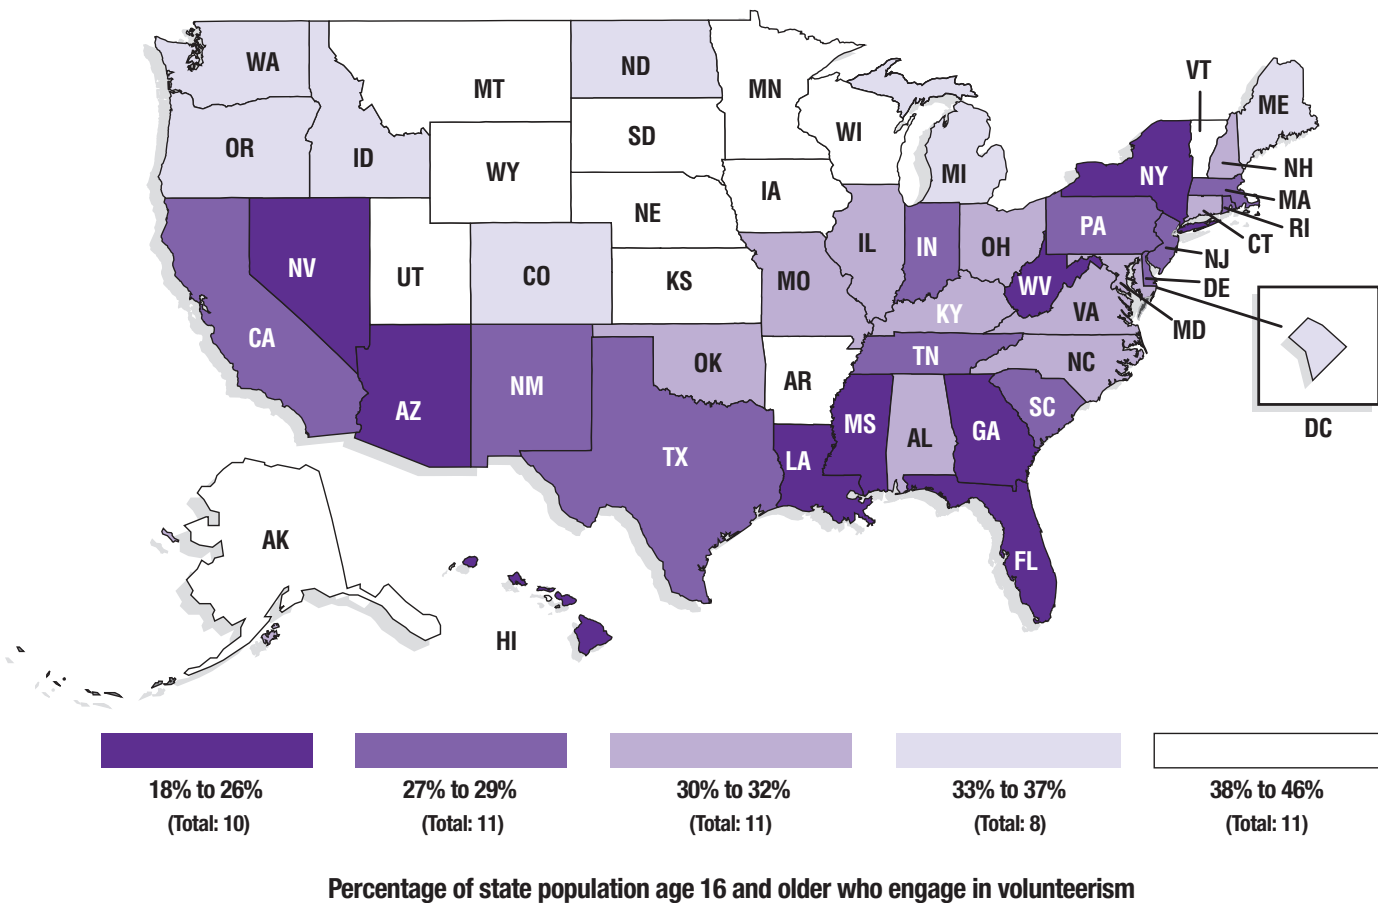 WA
MT
ND
MN
VT
ME
OR
ID
SD
WI
WY
MI
NY
NH
IA
NE
MA
PA
RI
IL
IN
OH
CT
NV
UT
CO
KS
MO
WV
NJ
DE
KY
VA
MD
CA
TN
NC
OK
NM
AR
AZ
SC
MS
AL
GA
DC
LA
TX
AK
FL
HI
18% to 26%
27% to 29%
30% to 32%
33% to 37%
38% to 46%
(Total: 10)
(Total: 11)
(Total: 11)
(Total: 8)
(Total: 11)
Percentage of state population age 16 and older who engage in volunteerism